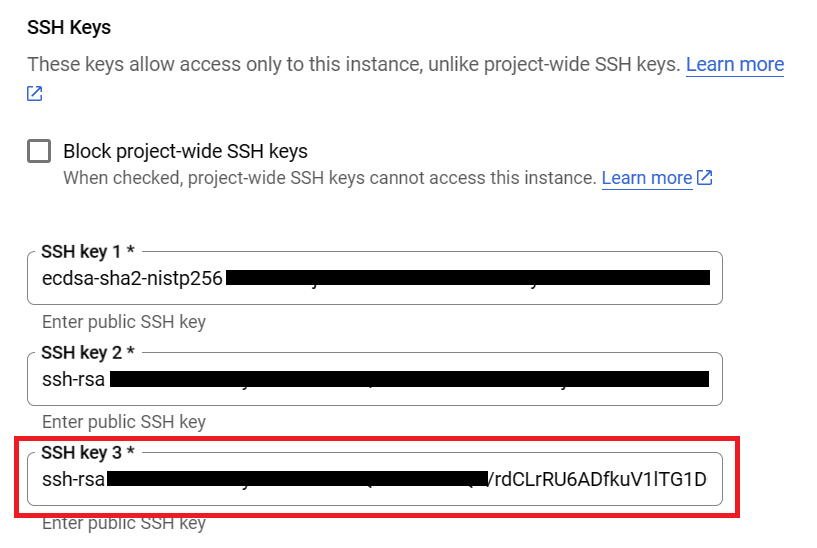 SSH Keys
These keys allow access only to this instance, unlike project-wide SSH keys. Learn more
Block project-wide SSH keys
When checked, project-wide SSH keys cannot access this instance. Learn more
SSH key 1 *
ecdsa-sha2-nistp256
Enter public SSH key
SSH key 2 *
ssh-rsa
Enter public SSH key
SSH key 3 *
ssh-rsa /rdCLrRU6ADfkuV1lTG1D
Enter public SSH key